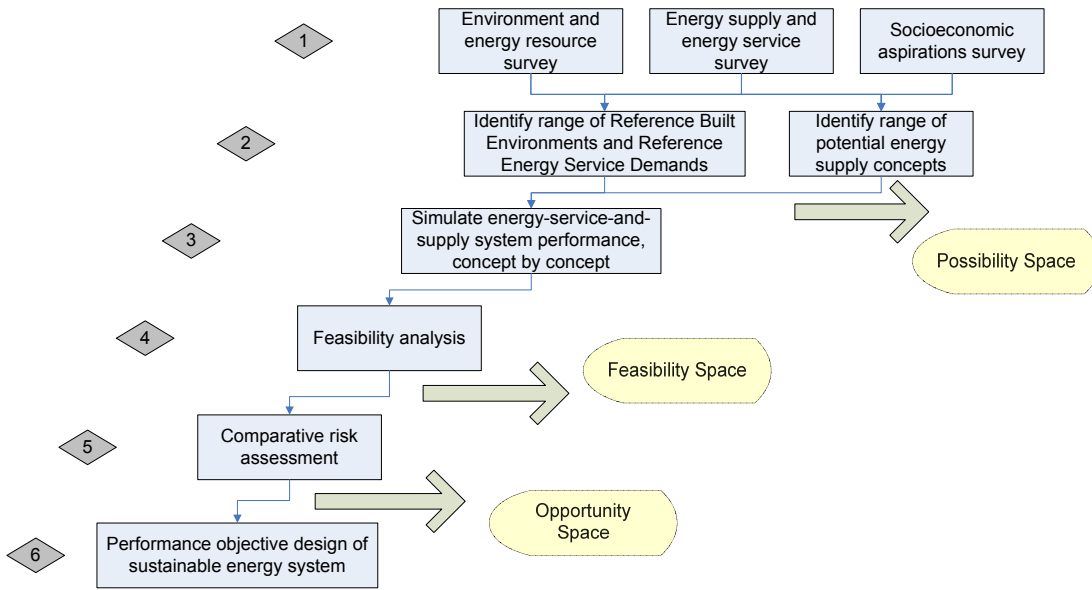 1
Environment and
energy resource
survey
Energy supply and
energy service
survey
Socioeconomic
aspirations survey
2
Identify range of Reference Built
Environments and Reference
Energy Service Demands
Identify range of
potential energy
supply concepts
3
Simulate energy-service-and-
supply system performance,
concept by concept
Possibility Space
4
Feasibility analysis
Feasibility Space
5
Comparative risk
assessment
Opportunity
Space
6
Performance objective design of
sustainable energy system